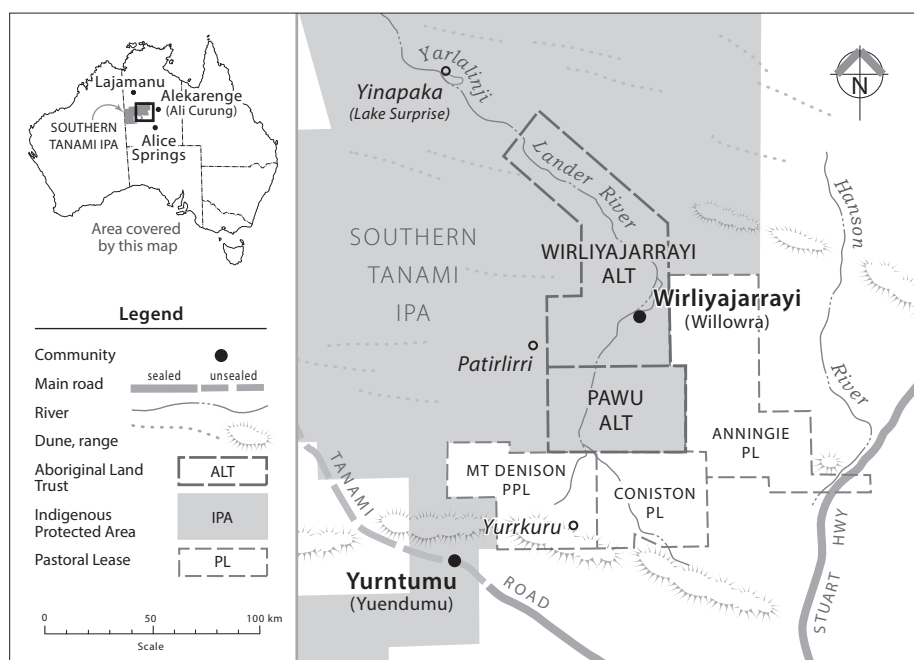 Lajamanu
Alekarenge
(Ali Curung)
SOUTHERN
TANAMI IPA
Alice
Springs
Area covered
by this map
Legend
Community
Main road
sealed
unsealed
River
Dune, range
Aboriginal Land
Trust
ALT
Indigenous
Protected Area
IPA
Pastoral Lease
PL
0
50
100 km
Scale
Yarlalinji
Yinapaka
(Lake Surprise)
N
Lander River
Hanson
River
SOUTHERN
TANAMI
IPA
WIRLIYAJARRAYI
ALT
Wirliyajarrayi
(Willowra)
Patirlirri
PAWU
ALT
ANNINGIE
PL
MT DENISON
PPL
CONISTON
PL
Yurrkuru
TANAMI
ROAD
Yurntumu
(Yuendumu)
STUART HWY